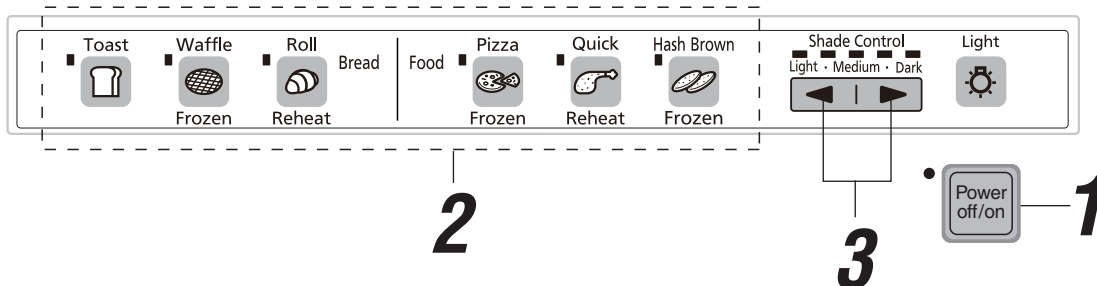 Toast Waffle Roll Bread Food Pizza Quick Hash Brown Shade Control Light
Light · Medium · Dark
Frozen Reheat Frozen Reheat Frozen
Power
off/on
1
2
3